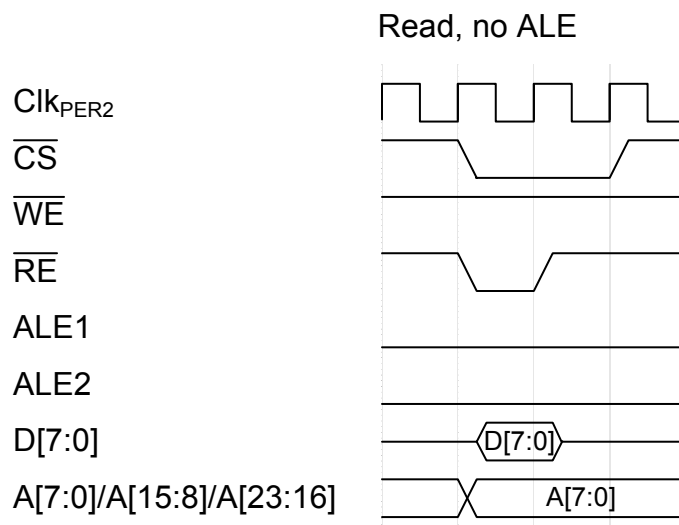 Read, no ALE
ClkPER2
CS
WE
RE
ALE1
ALE2
D[7:0] D[7:0]
A[7:0]/A[15:8]/A[23:16] A[7:0]